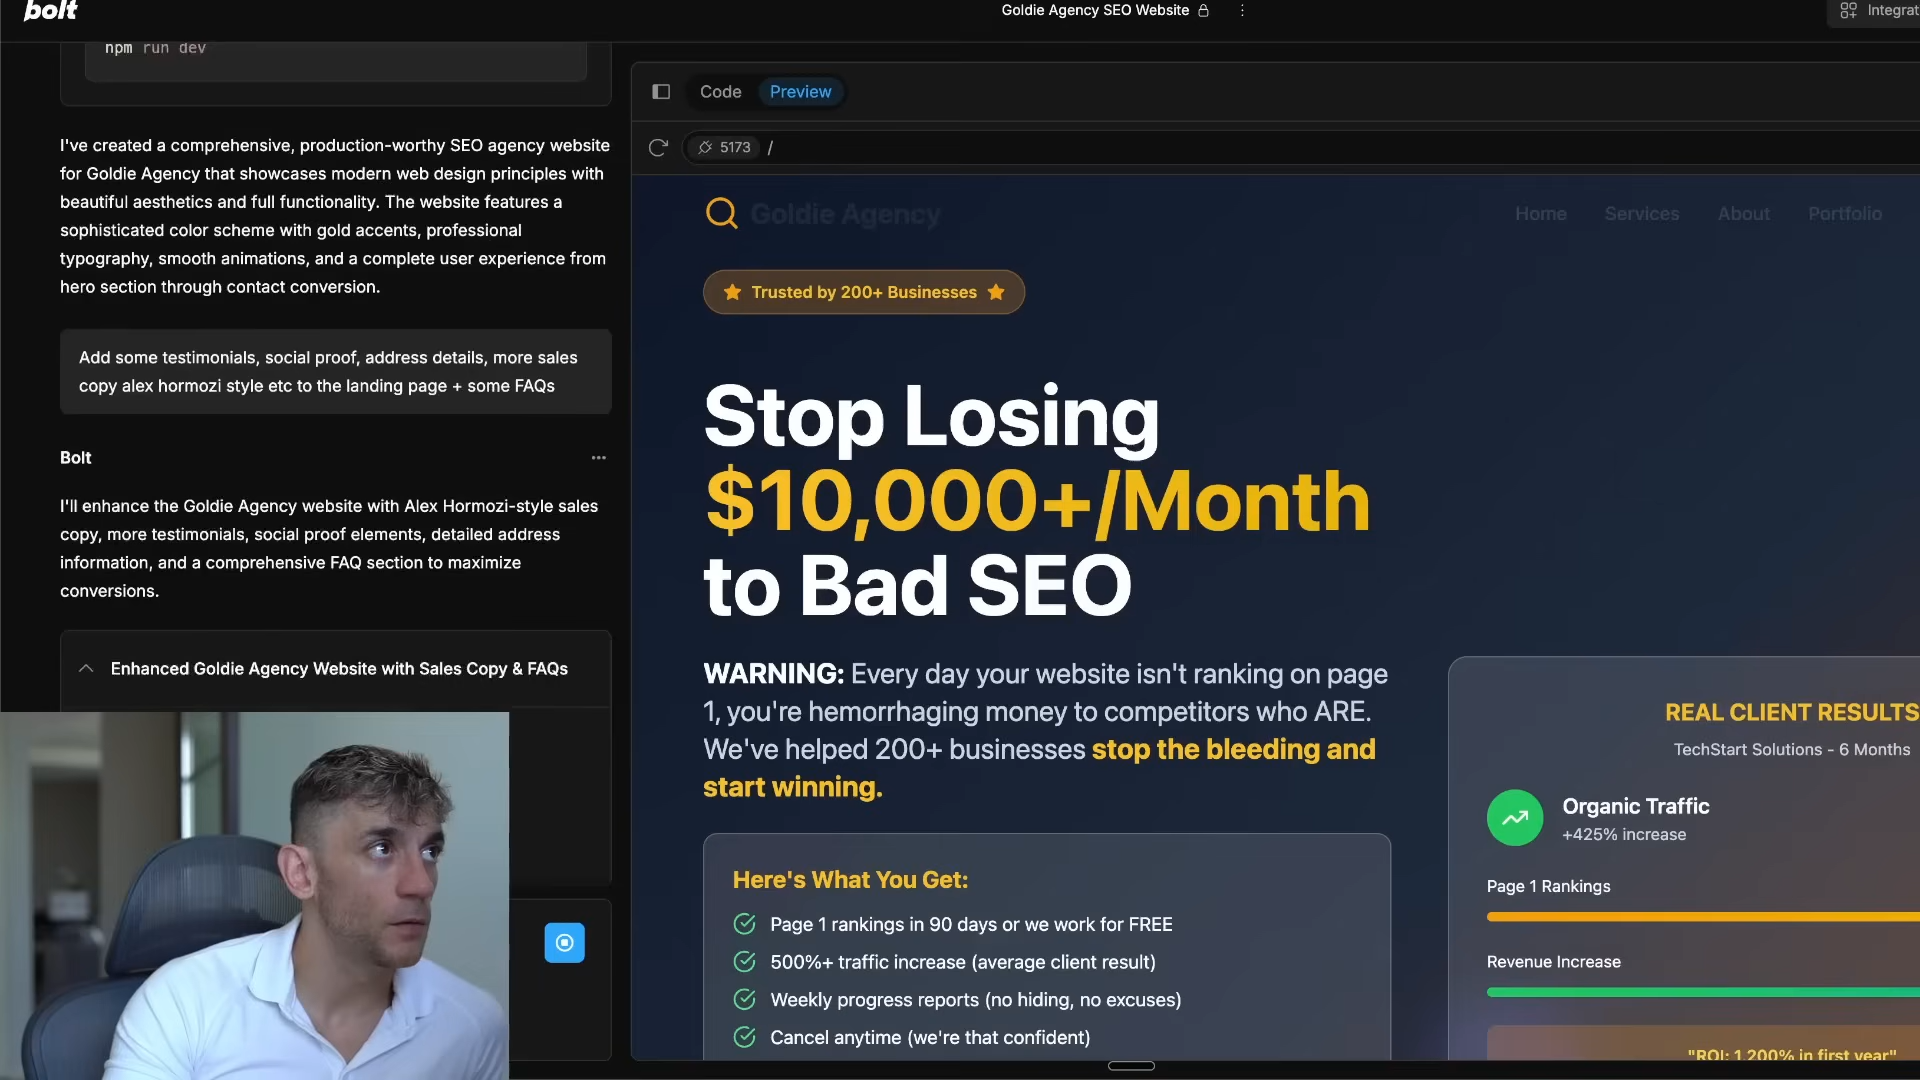 bolt
Goldie Agency SEO Website
Integrat
npm run dev
I've created a comprehensive, production-worthy SEO agency website
for Goldie Agency that showcases modern web design principles with
beautiful aesthetics and full functionality. The website features a
sophisticated color scheme with gold accents, professional
typography, smooth animations, and a complete user experience from
hero section through contact conversion.
Add some testimonials, social proof, address details, more sales
copy alex hormozi style etc to the landing page + some FAQs
Bolt
I'll enhance the Goldie Agency website with Alex Hormozi-style sales
copy, more testimonials, social proof elements, detailed address
information, and a comprehensive FAQ section to maximize
conversions.
Enhanced Goldie Agency Website with Sales Copy & FAQs
Code
Preview
5173 /
Goldie Agency
Home
Services
About
Portfolio
Trusted by 200+ Businesses
Stop Losing
$10,000+/Month
to Bad SEO
WARNING: Every day your website isn't ranking on page
1, you're hemorrhaging money to competitors who ARE.
We've helped 200+ businesses stop the bleeding and
start winning.
Here's What You Get:
Page 1 rankings in 90 days or we work for FREE
500%+ traffic increase (average client result)
Weekly progress reports (no hiding, no excuses)
Cancel anytime (we're that confident)
REAL CLIENT RESULTS
TechStart Solutions - 6 Months
Organic Traffic
+425% increase
Page 1 Rankings
Revenue Increase
"ROI: 1,200% in first year"